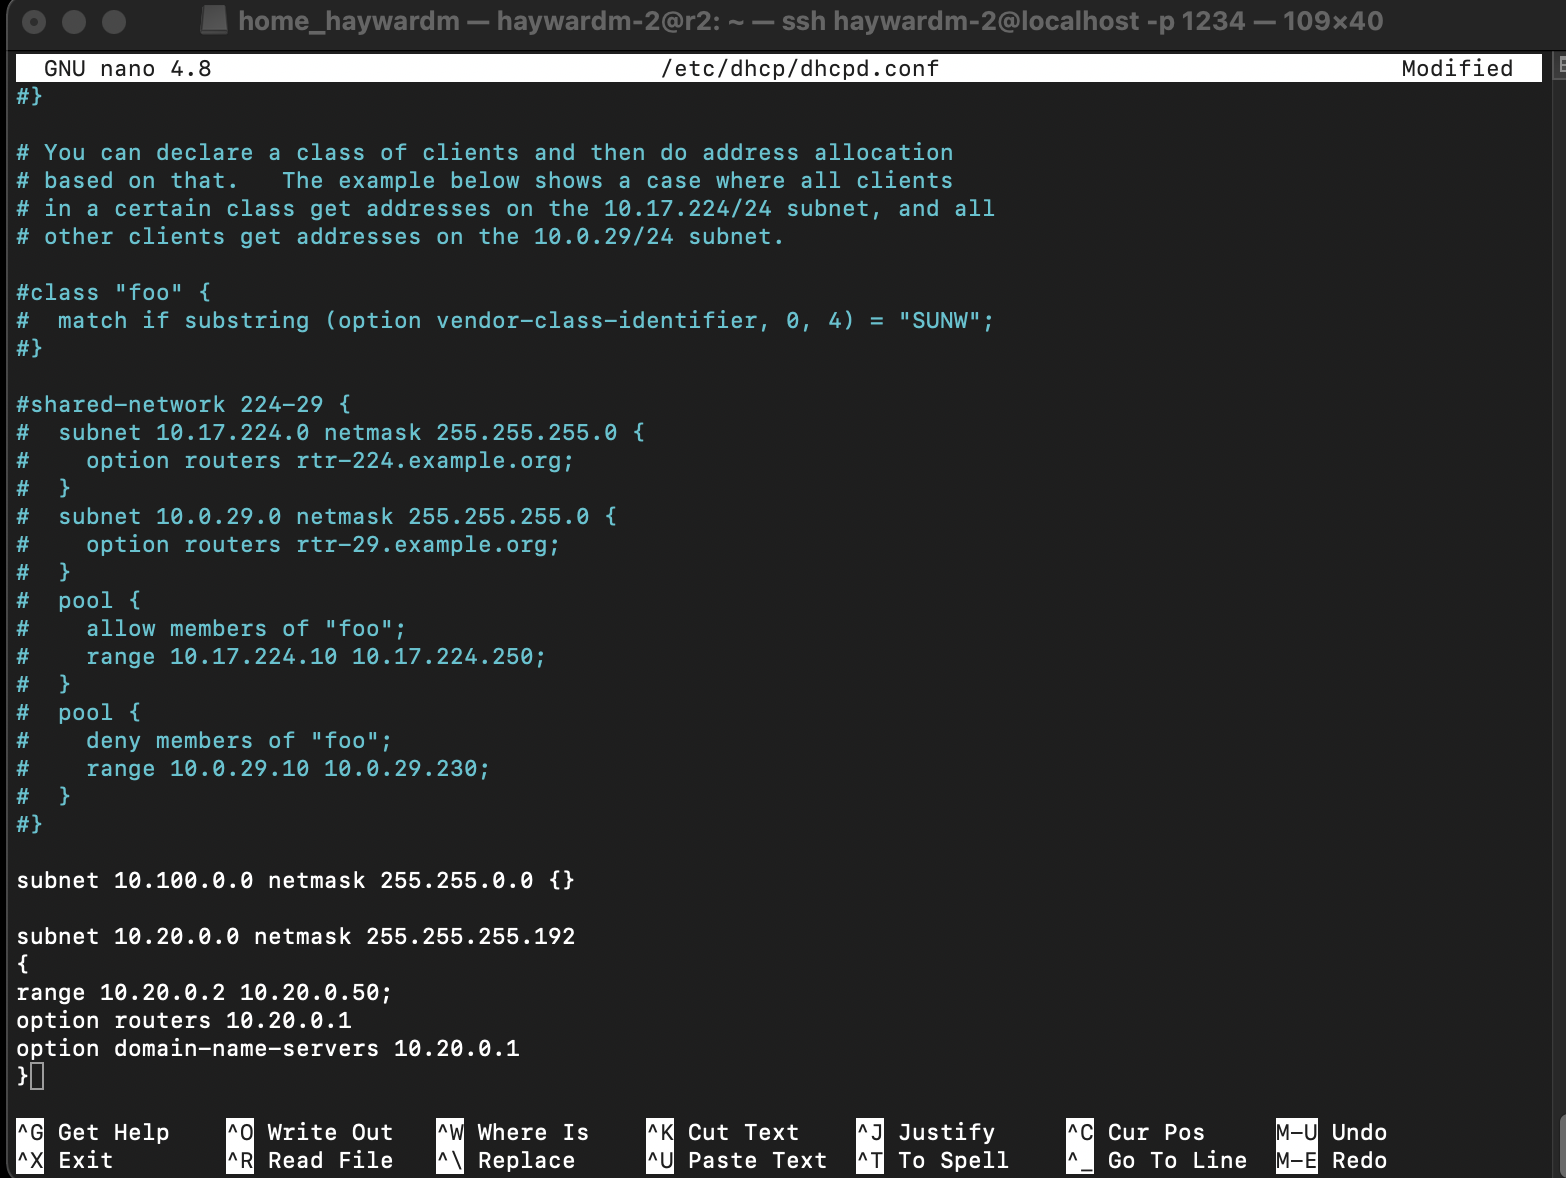 home_haywardm — haywardm-2@r2: ~ — ssh haywardm-2@localhost -p 1234 — 109×40
GNU nano 4.8 /etc/dhcp/dhcpd.conf Modified
#}
# You can declare a class of clients and then do address allocation
# based on that.   The example below shows a case where all clients
# in a certain class get addresses on the 10.17.224/24 subnet, and all
# other clients get addresses on the 10.0.29/24 subnet.
#class "foo" {
#  match if substring (option vendor-class-identifier, 0, 4) = "SUNW";
#}
#shared-network 224-29 {
#  subnet 10.17.224.0 netmask 255.255.255.0 {
#    option routers rtr-224.example.org;
#  }
#  subnet 10.0.29.0 netmask 255.255.255.0 {
#    option routers rtr-29.example.org;
#  }
#  pool {
#    allow members of "foo";
#    range 10.17.224.10 10.17.224.250;
#  }
#  pool {
#    deny members of "foo";
#    range 10.0.29.10 10.0.29.230;
#  }
#}
subnet 10.100.0.0 netmask 255.255.0.0 {}
subnet 10.20.0.0 netmask 255.255.255.192
{
range 10.20.0.2 10.20.0.50;
option routers 10.20.0.1
option domain-name-servers 10.20.0.1
}
^G Get Help ^O Write Out ^W Where Is ^K Cut Text ^J Justify ^C Cur Pos M-U Undo
^X Exit ^R Read File ^\ Replace ^U Paste Text ^T To Spell ^_ Go To Line M-E Redo